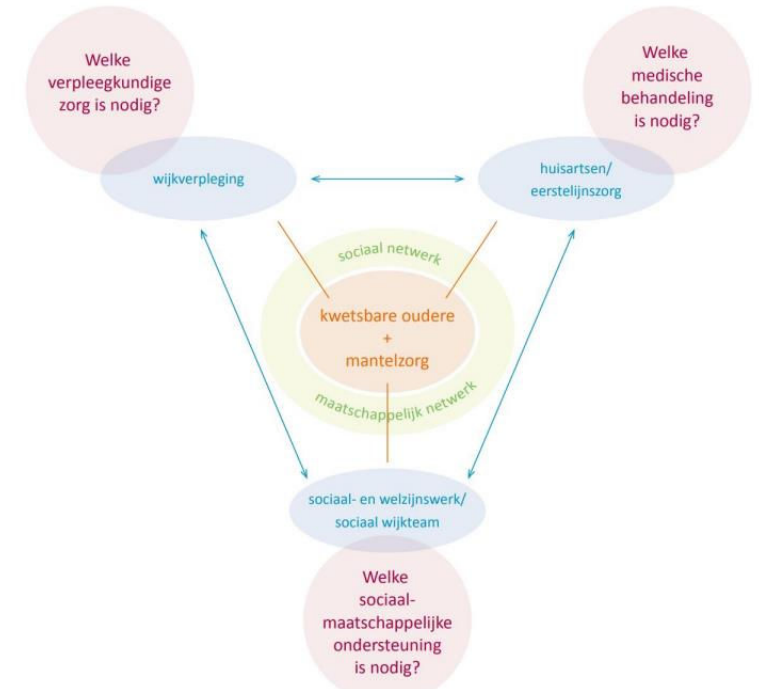 Welke
verpleegkundige
zorg is nodig?
Welke
medische
behandeling
is nodig?
wijkverpleging
huisartsen/
eerstelijnszorg
sociaal netwerk
kwetsbare oudere
+
mantelzorg
maatschappelijk netwerk
sociaal- en welzijnswerk/
sociaal wijkteam
Welke
sociaal-
maatschappelijke
ondersteuning
is nodig?